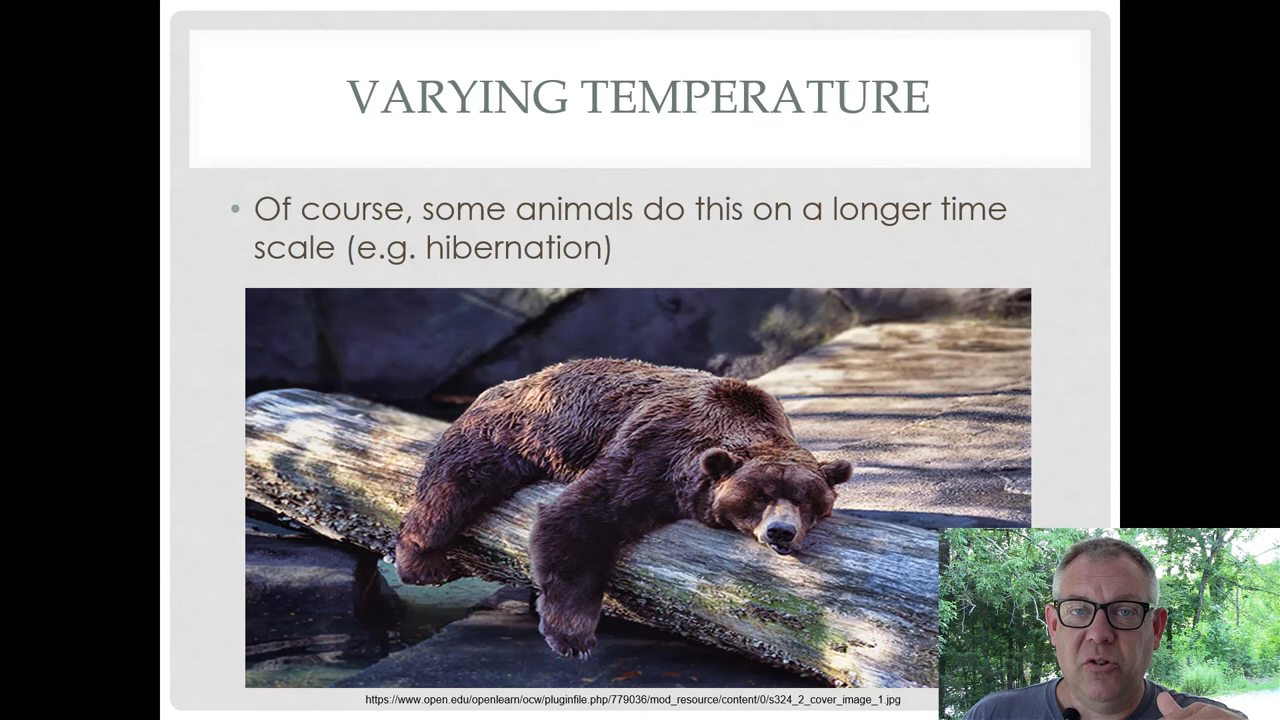 VARYING TEMPERATURE
• Of course, some animals do this on a longer time
scale (e.g. hibernation)
https://www.open.edu/openlearn/ocw/pluginfile.php/779036/mod_resource/content/0/s324_2_cover_image_1.jpg